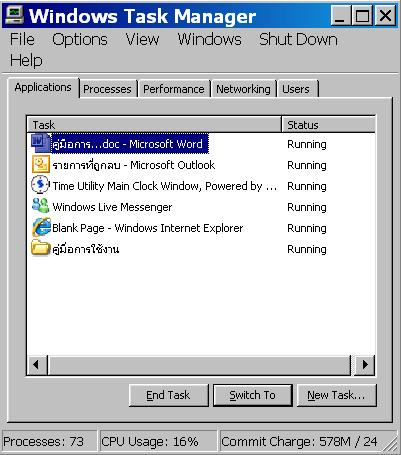 Windows Task Manager
File Options View Windows Shut Down
Help
Applications Processes Performance Networking Users
Task Status
คู่มือการ...doc - Microsoft Word Running
รายการที่ถูกลบ - Microsoft Outlook Running
Time Utility Main Clock Window, Powered by ... Running
Windows Live Messenger Running
Blank Page - Windows Internet Explorer Running
คู่มือการใช้งาน Running
End Task Switch To New Task...
Processes: 73 CPU Usage: 16% Commit Charge: 578M / 24